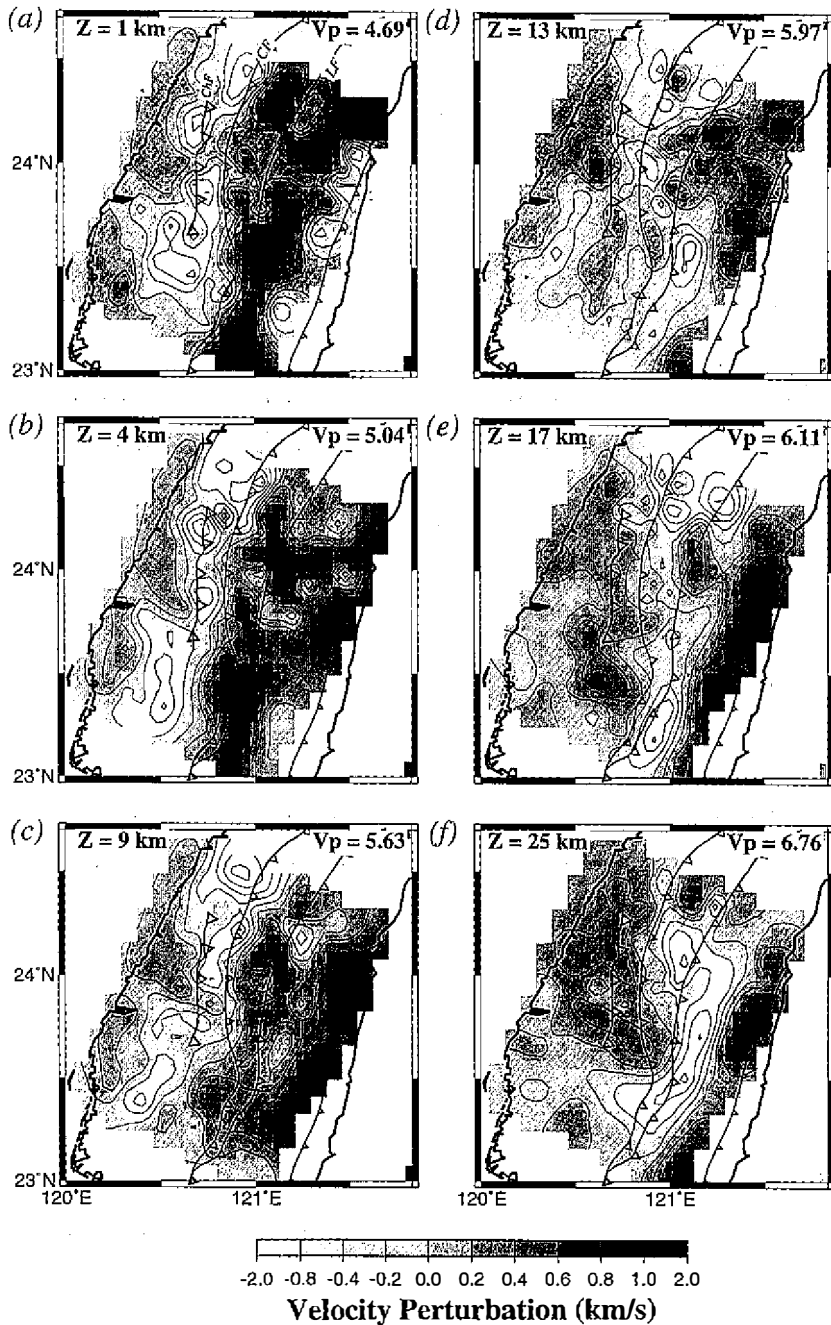 (a) Z = 1 km Vp = 4.69
ChF
CF
LF
24°N
23°N
(d) Z = 13 km Vp = 5.97
(b) Z = 4 km Vp = 5.04
24°N
23°N
(e) Z = 17 km Vp = 6.11
(c) Z = 9 km Vp = 5.63
24°N
23°N
120°E 121°E
(f) Z = 25 km Vp = 6.76
120°E 121°E
-2.0 -0.8 -0.4 -0.2 0.0 0.2 0.4 0.6 1.0 2.0
Velocity Perturbation (km/s)